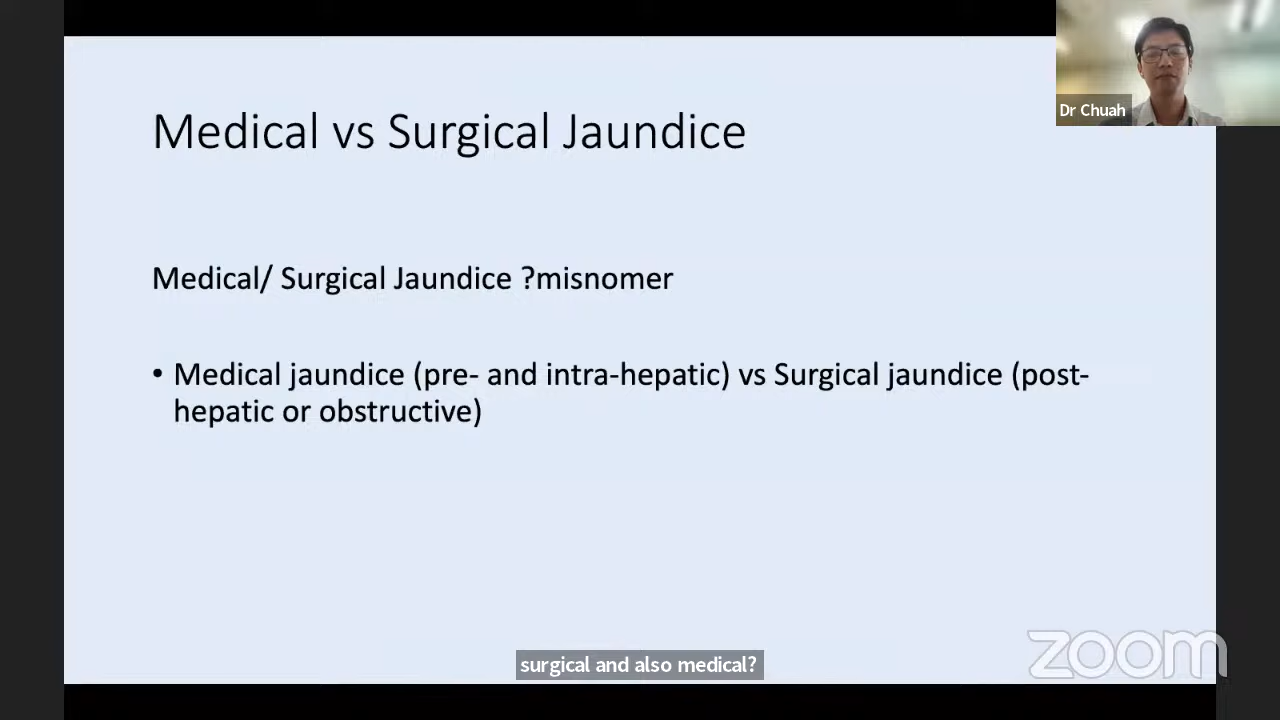 Dr Chuah
Medical vs Surgical Jaundice
Medical/ Surgical Jaundice ?misnomer
• Medical jaundice (pre- and intra-hepatic) vs Surgical jaundice (post-
hepatic or obstructive)
surgical and also medical?
zoom